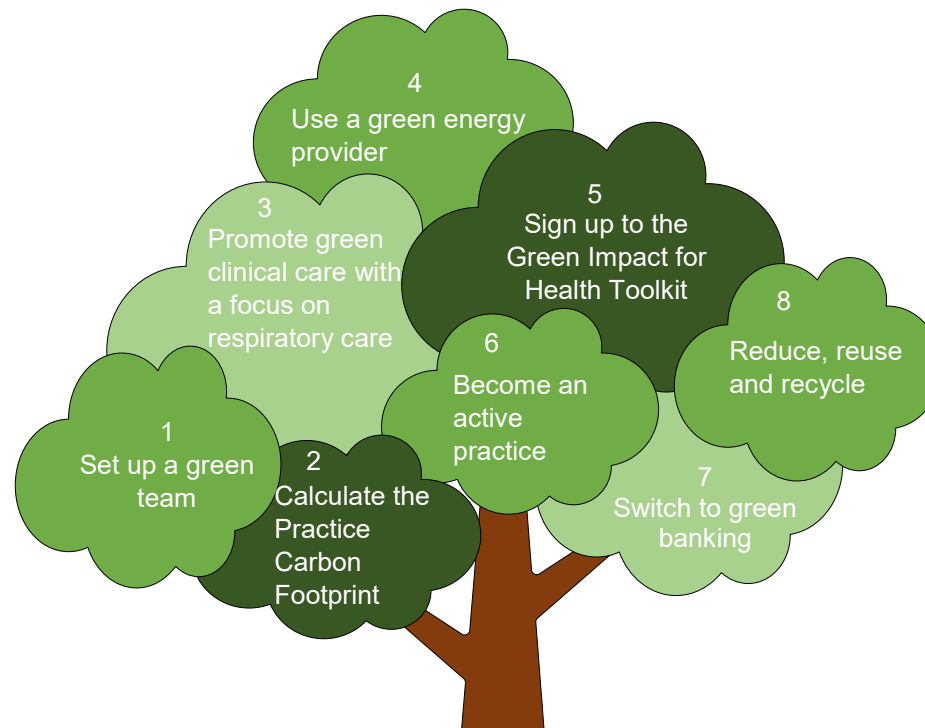 1
Set up a green
team
2
Calculate the
Practice
Carbon
Footprint
3
Promote green
clinical care with
a focus on
respiratory care
4
Use a green energy
provider
5
Sign up to the
Green Impact for
Health Toolkit
6
Become an
active
practice
7
Switch to green
banking
8
Reduce, reuse
and recycle